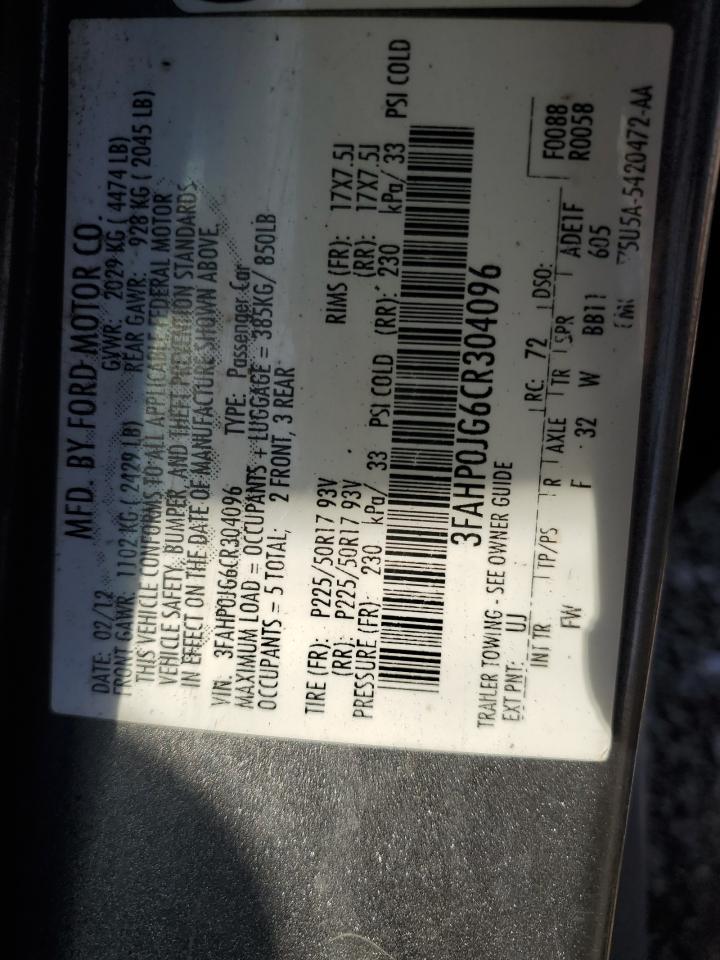 MFD. BY FORD MOTOR CO.
DATE: 02/12 GVWR: 2029 KG ( 4474 LB)
FRONT GAWR: 1102 KG ( 2429 LB) REAR GAWR: 928 KG ( 2045 LB)
THIS VEHICLE CONFORMS TO ALL APPLICABLE FEDERAL MOTOR
VEHICLE SAFETY, BUMPER, AND THEFT PREVENTION STANDARDS
IN EFFECT ON THE DATE OF MANUFACTURE SHOWN ABOVE.
VIN: 3FAHP0JG6CR304096 TYPE: Passenger Car
MAXIMUM LOAD = OCCUPANTS + LUGGAGE = 385KG/ 850LB
OCCUPANTS = 5 TOTAL; 2 FRONT, 3 REAR
TIRE (FR): P225/50R17 93V RIMS (FR): 17X7.5J
(RR): P225/50R17 93V (RR): 17X7.5J
PRESSURE (FR): 230 kPa/ 33 PSI COLD (RR): 230 kPa/ 33 PSI COLD
3FAHP0JG6CR304096
TRAILER TOWING - SEE OWNER GUIDE
EXT PNT: UJ RC: 72 DSO: F0088
R0058
INT TR TP/PS R AXLE TR SPR ADE1F
FW F 32 W BB11 605
5U5A-5420472-AA